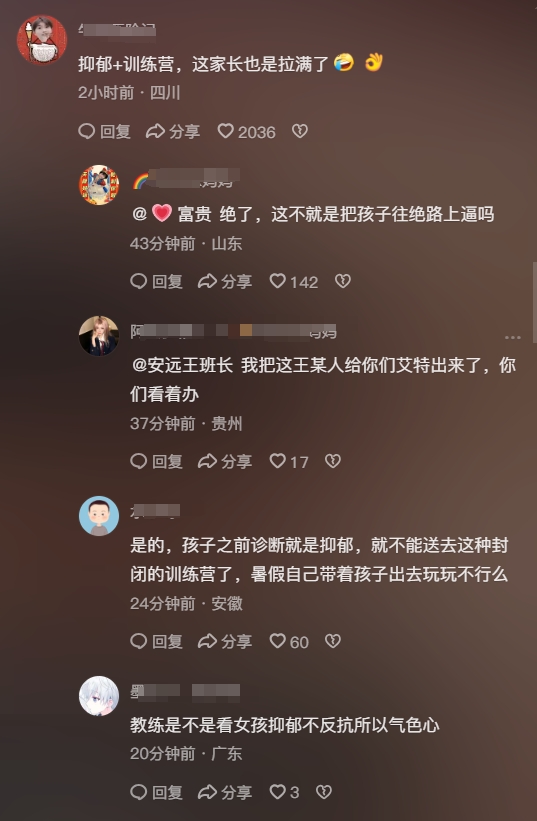 抑郁+训练营，这家长也是拉满了🤣👌
2小时前 · 四川
回复 分享 2036
妈妈
@💗富贵 绝了，这不就是把孩子往绝路上逼吗
43分钟前 · 山东
回复 分享 142
阿
@安远王班长 我把这王某人给你们艾特出来了，你
们看着办
37分钟前 · 贵州
回复 分享 17
是的，孩子之前诊断就是抑郁，就不能送去这种封
闭的训练营了，暑假自己带着孩子出去玩玩不行么
24分钟前 · 安徽
回复 分享 60
教练是不是看女孩抑郁不反抗所以气色心
20分钟前 · 广东
回复 分享 3